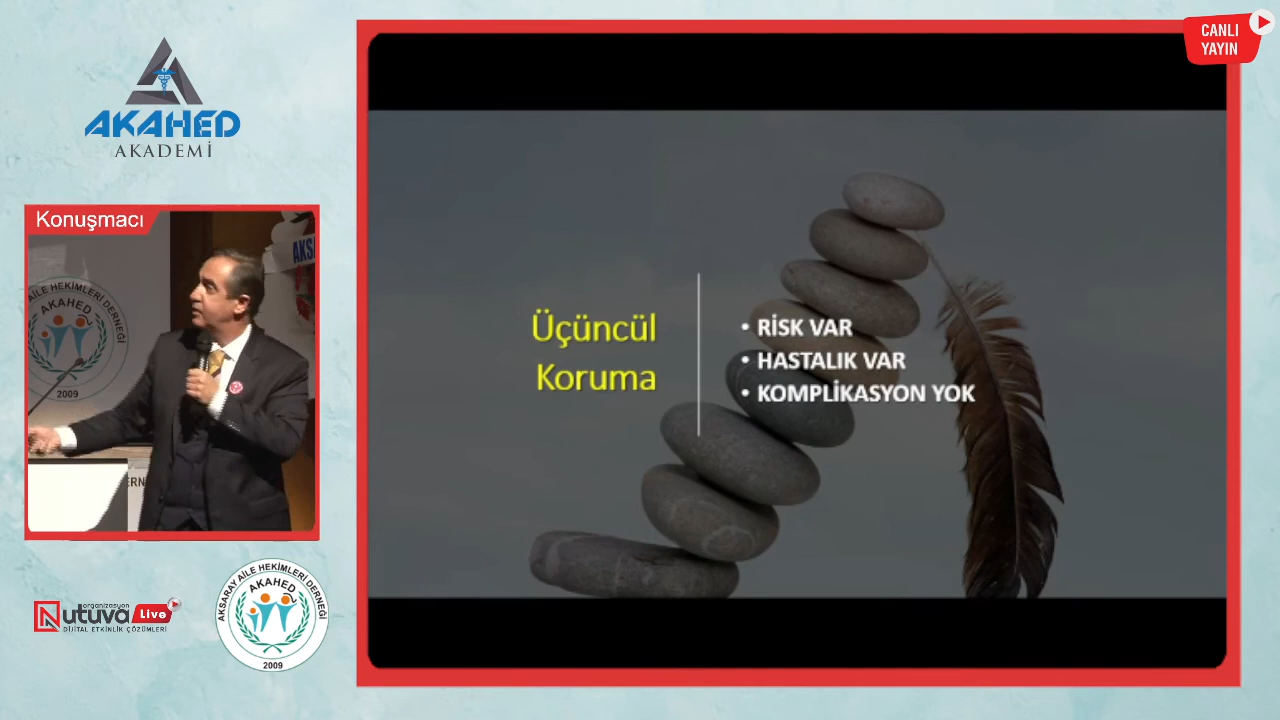 AKAHED
AKADEMİ
CANLI
YAYIN
Konuşmacı
AKSA
AİLE HEKİMLERİ DERNEĞİ
AKAHED
2009
ERN
Üçüncül
Koruma
• RİSK VAR
• HASTALIK VAR
• KOMPLİKASYON YOK
organizasyon
Nutuva Live
DİJİTAL ETKİNLİK ÇÖZÜMLERİ
AKSARAY AİLE HEKİMLERİ DERNEĞİ
AKAHED
2009